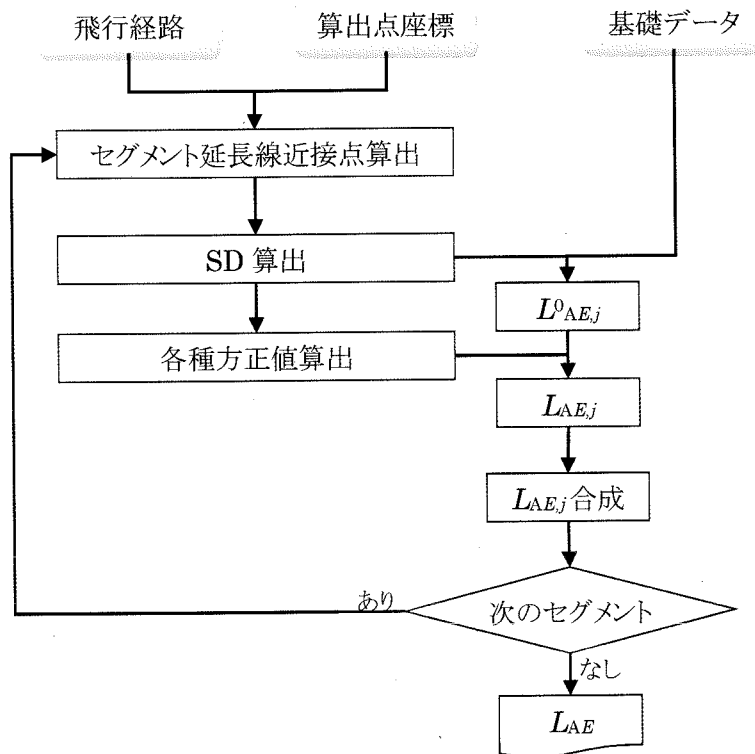 飛行経路
算出点座標
基礎データ
セグメント延長線近接点算出
SD 算出
L⁰AE,j
各種方正値算出
LAE,j
LAE,j 合成
次のセグメント
あり
なし
LAE